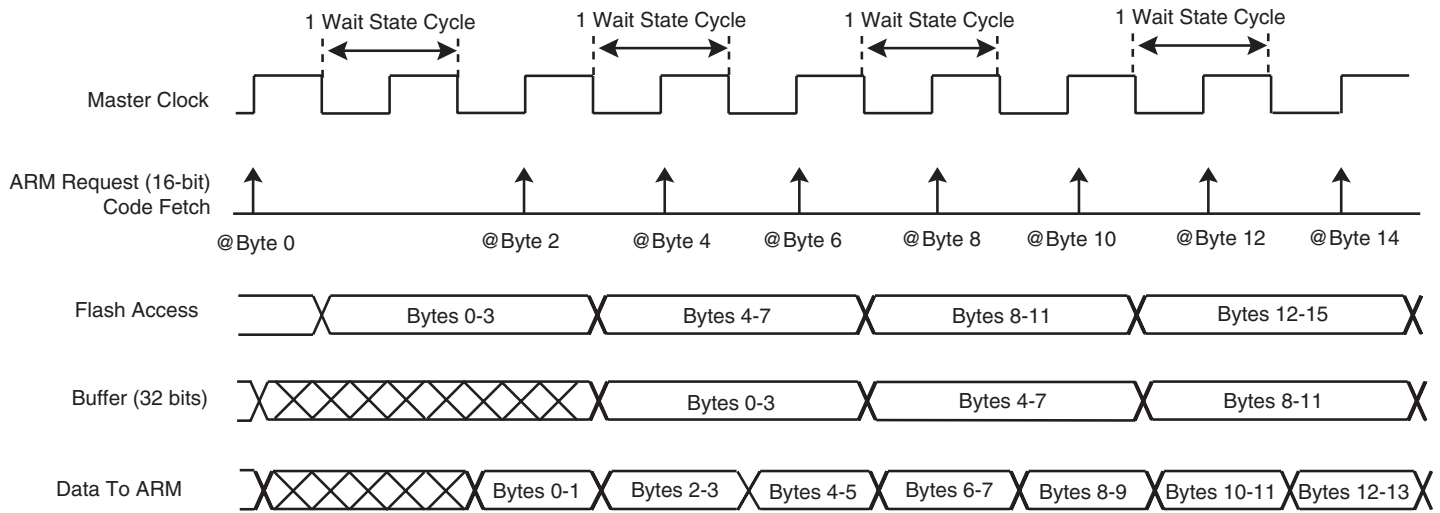 1 Wait State Cycle
1 Wait State Cycle
1 Wait State Cycle
1 Wait State Cycle
Master Clock
ARM Request (16-bit)
Code Fetch
@Byte 0
@Byte 2
@Byte 4
@Byte 6
@Byte 8
@Byte 10
@Byte 12
@Byte 14
Flash Access
Bytes 0-3
Bytes 4-7
Bytes 8-11
Bytes 12-15
Buffer (32 bits)
Bytes 0-3
Bytes 4-7
Bytes 8-11
Data To ARM
Bytes 0-1
Bytes 2-3
Bytes 4-5
Bytes 6-7
Bytes 8-9
Bytes 10-11
Bytes 12-13